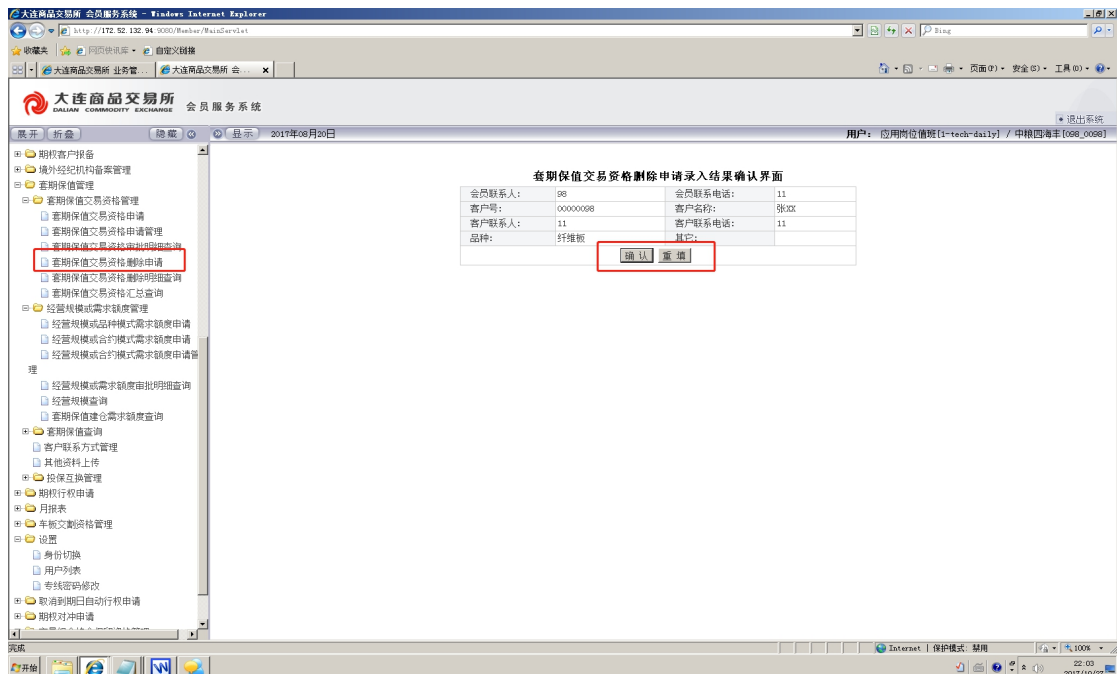 大连商品交易所 会员服务系统 - Windows Internet Explorer
http://172.52.132.94:9080/Member/MainServlet
Bing
收藏夹 网页快讯库 自定义链接
大连商品交易所 业务管... 大连商品交易所 会... x
页面(P) 安全(S) 工具(O)
大连商品交易所
DALIAN COMMODITY EXCHANGE
会员服务系统
退出系统
展开 折叠 隐藏 显示 2017年08月20日 用户: 应用岗位值班[1-tech-daily] / 中粮四海丰[098_0098]
期权客户报备
境外经纪机构备案管理
套期保值管理
套期保值交易资格管理
套期保值交易资格申请
套期保值交易资格申请管理
套期保值交易资格审批明细查询
套期保值交易资格删除申请
套期保值交易资格删除明细查询
套期保值交易资格汇总查询
经营规模或需求额度管理
经营规模或品种模式需求额度申请
经营规模或合约模式需求额度申请
经营规模或合约模式需求额度申请管
理
经营规模或需求额度审批明细查询
经营规模查询
套期保值建仓需求额度查询
套期保值查询
客户联系方式管理
其他资料上传
投保互换管理
期权行权申请
月报表
车板交割资格管理
设置
身份切换
用户列表
专线密码修改
取消到期日自动行权申请
期权对冲申请
套期保值交易资格删除申请录入结果确认界面
会员联系人: 98 会员联系电话: 11
客户号: 00000098 客户名称: 张XX
客户联系人: 11 客户联系电话: 11
品种: 纤维板 其它:
确认 重填
完成 Internet | 保护模式: 禁用 100%
开始 22:03
2017/10/27